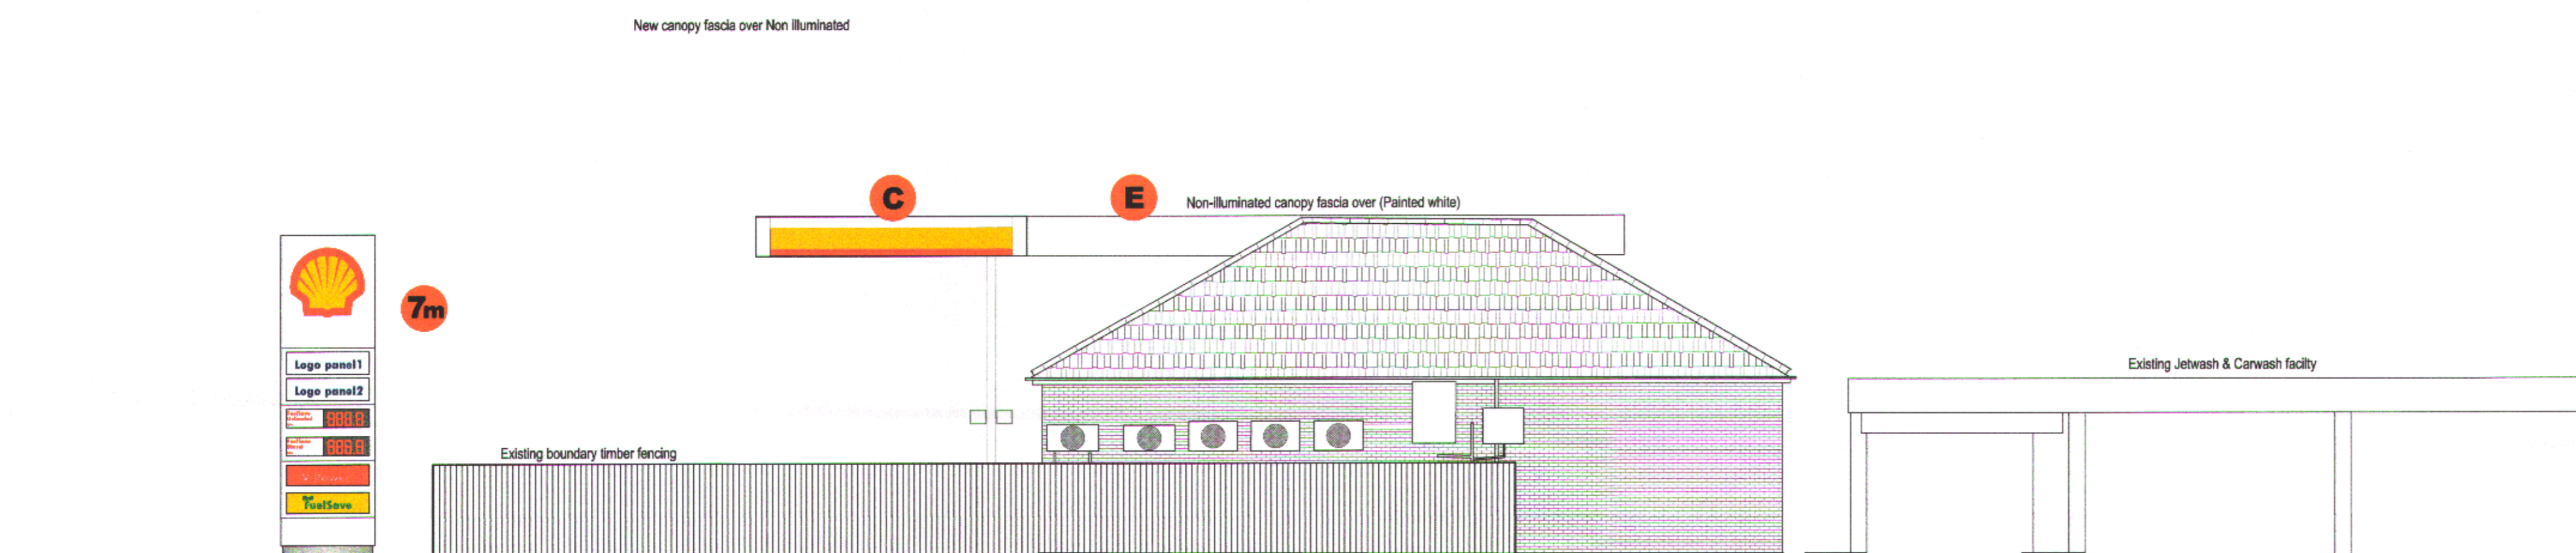 New canopy fascia over Non illuminated
C
E
Non-illuminated canopy fascia over (Painted white)
7m
Logo panel1
Logo panel2
888.8
888.8
FuelSave
Existing boundary timber fencing
Existing Jetwash & Carwash facilty